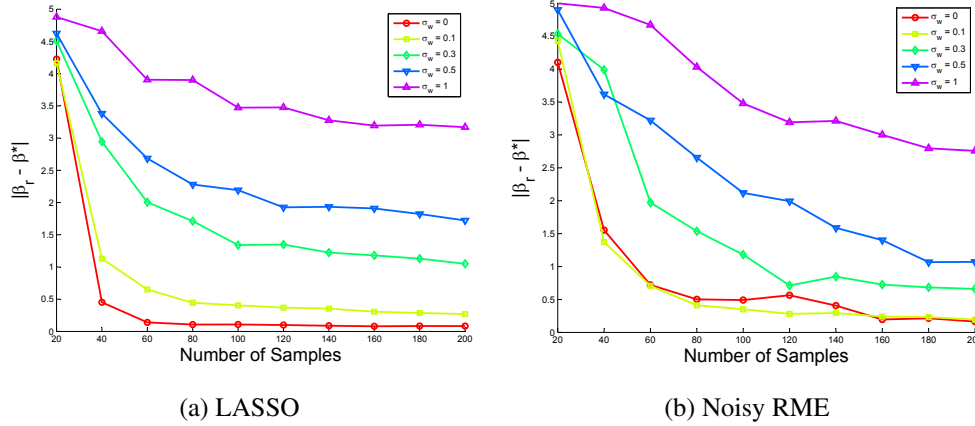 5
4.5
4
3.5
3
2.5
2
1.5
1
0.5
0
|β_r - β*|
20 40 60 80 100 120 140 160 180 200
Number of Samples
σ_w = 0
σ_w = 0.1
σ_w = 0.3
σ_w = 0.5
σ_w = 1
(a) LASSO
5
4.5
4
3.5
3
2.5
2
1.5
1
0.5
0
|β_r - β*|
20 40 60 80 100 120 140 160 180 200
Number of Samples
σ_w = 0
σ_w = 0.1
σ_w = 0.3
σ_w = 0.5
σ_w = 1
(b) Noisy RME